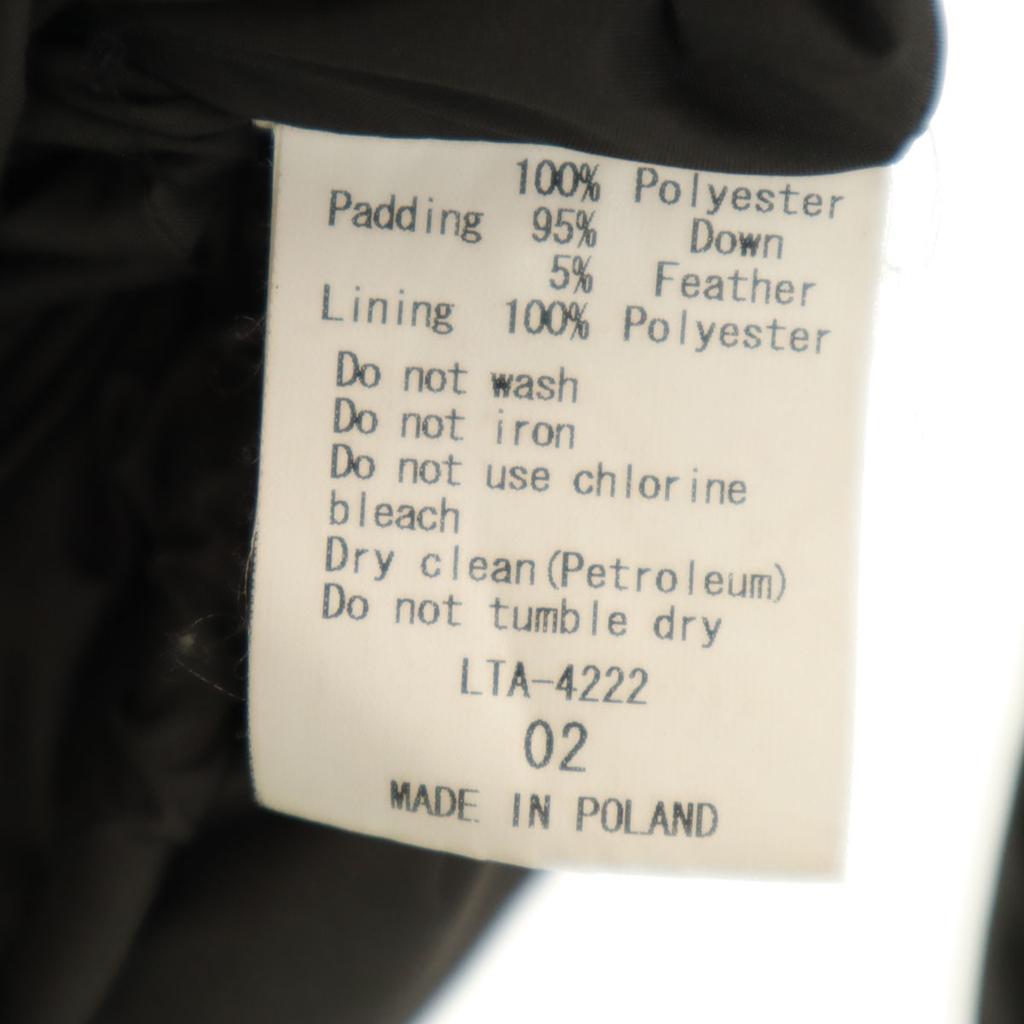 100% Polyester
Padding 95% Down
5% Feather
Lining 100% Polyester
Do not wash
Do not iron
Do not use chlorine
bleach
Dry clean(Petroleum)
Do not tumble dry
LTA-4222
02
MADE IN POLAND